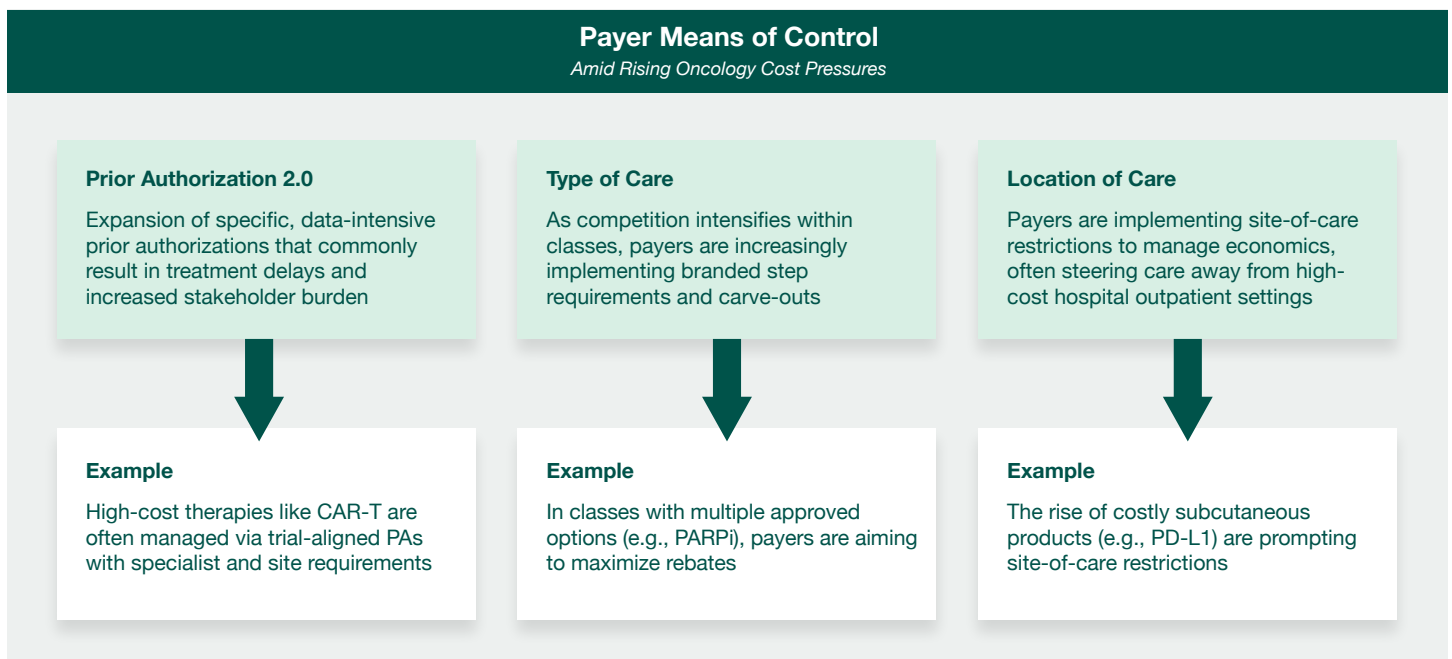 Payer Means of Control
Amid Rising Oncology Cost Pressures
Prior Authorization 2.0
Expansion of specific, data-intensive
prior authorizations that commonly
result in treatment delays and
increased stakeholder burden
Type of Care
As competition intensifies within
classes, payers are increasingly
implementing branded step
requirements and carve-outs
Location of Care
Payers are implementing site-of-care
restrictions to manage economics,
often steering care away from high-
cost hospital outpatient settings
Example
High-cost therapies like CAR-T are
often managed via trial-aligned PAs
with specialist and site requirements
Example
In classes with multiple approved
options (e.g., PARPi), payers are aiming
to maximize rebates
Example
The rise of costly subcutaneous
products (e.g., PD-L1) are prompting
site-of-care restrictions